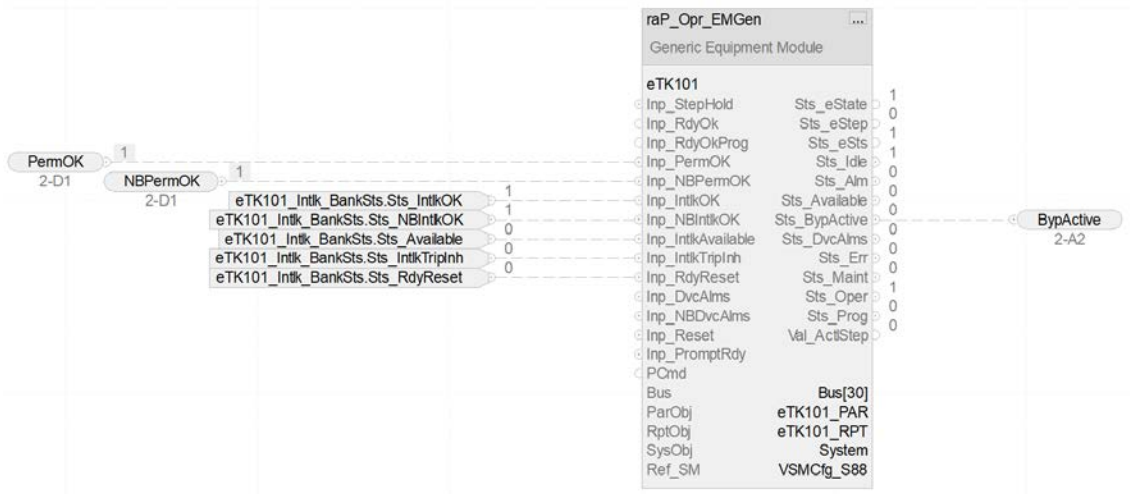 raP_Opr_EMGen ...
Generic Equipment Module
eTK101
Inp_StepHold Sts_eState 1
Inp_RdyOk Sts_eStep 0
Inp_RdyOkProg Sts_eSts 1
PermOK 1 Inp_PermOK Sts_Idle 1
2-D1
NBPermOK 1 Inp_NBPermOK Sts_Alm 0
2-D1
eTK101_Intlk_BankSts.Sts_IntlkOK 1 Inp_IntlkOK Sts_Available 0
eTK101_Intlk_BankSts.Sts_NBIntlkOK 1 Inp_NBIntlkOK Sts_BypActive 0 BypActive
2-A2
eTK101_Intlk_BankSts.Sts_Available 0 Inp_IntlkAvailable Sts_DvcAlms 0
eTK101_Intlk_BankSts.Sts_IntlkTripInh 0 Inp_IntlkTripInh Sts_Err 0
eTK101_Intlk_BankSts.Sts_RdyReset 0 Inp_RdyReset Sts_Maint 0
Inp_DvcAlms Sts_Oper 1
Inp_NBDvcAlms Sts_Prog 0
Inp_Reset Val_ActlStep 0
Inp_PromptRdy
PCmd
Bus Bus[30]
ParObj eTK101_PAR
RptObj eTK101_RPT
SysObj System
Ref_SM VSMCfg_S88